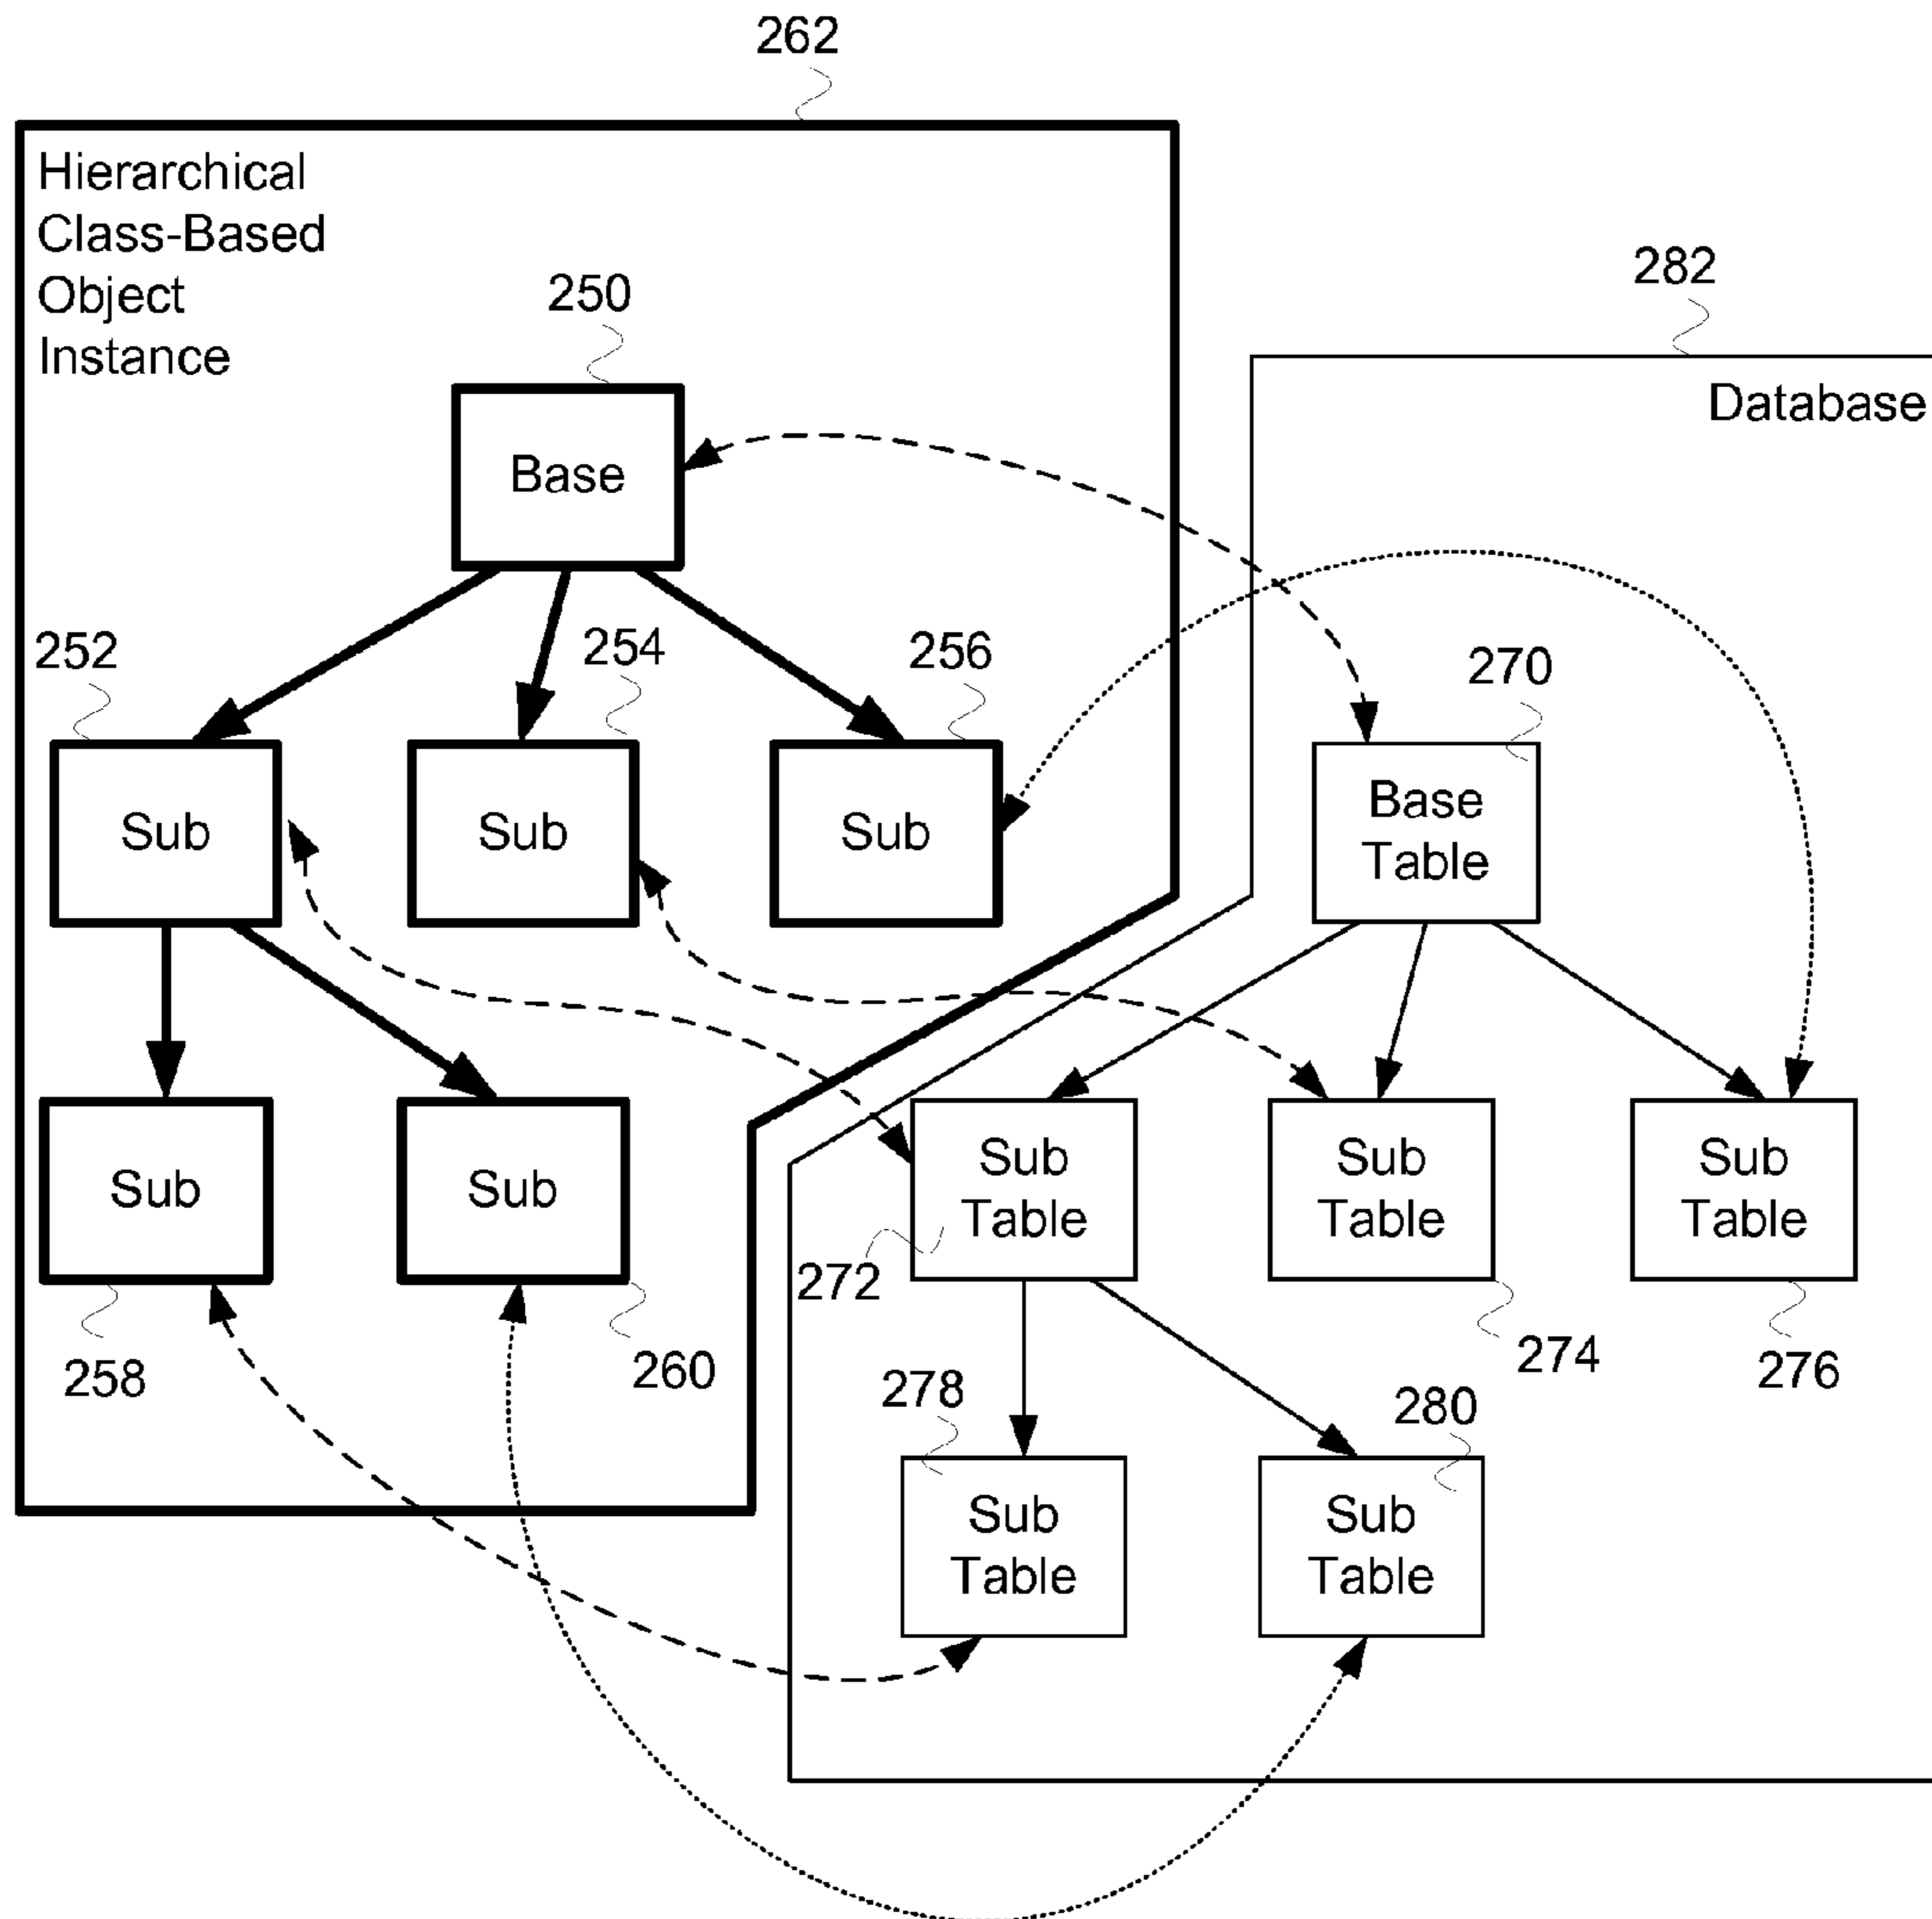 262
Hierarchical
Class-Based
Object
Instance
250
282
Database
Base
252
254
256
270
Sub
Sub
Sub
Base
Table
Sub
Sub
Sub
Table
Sub
Table
Sub
Table
272
258
260
274
276
278
280
Sub
Table
Sub
Table